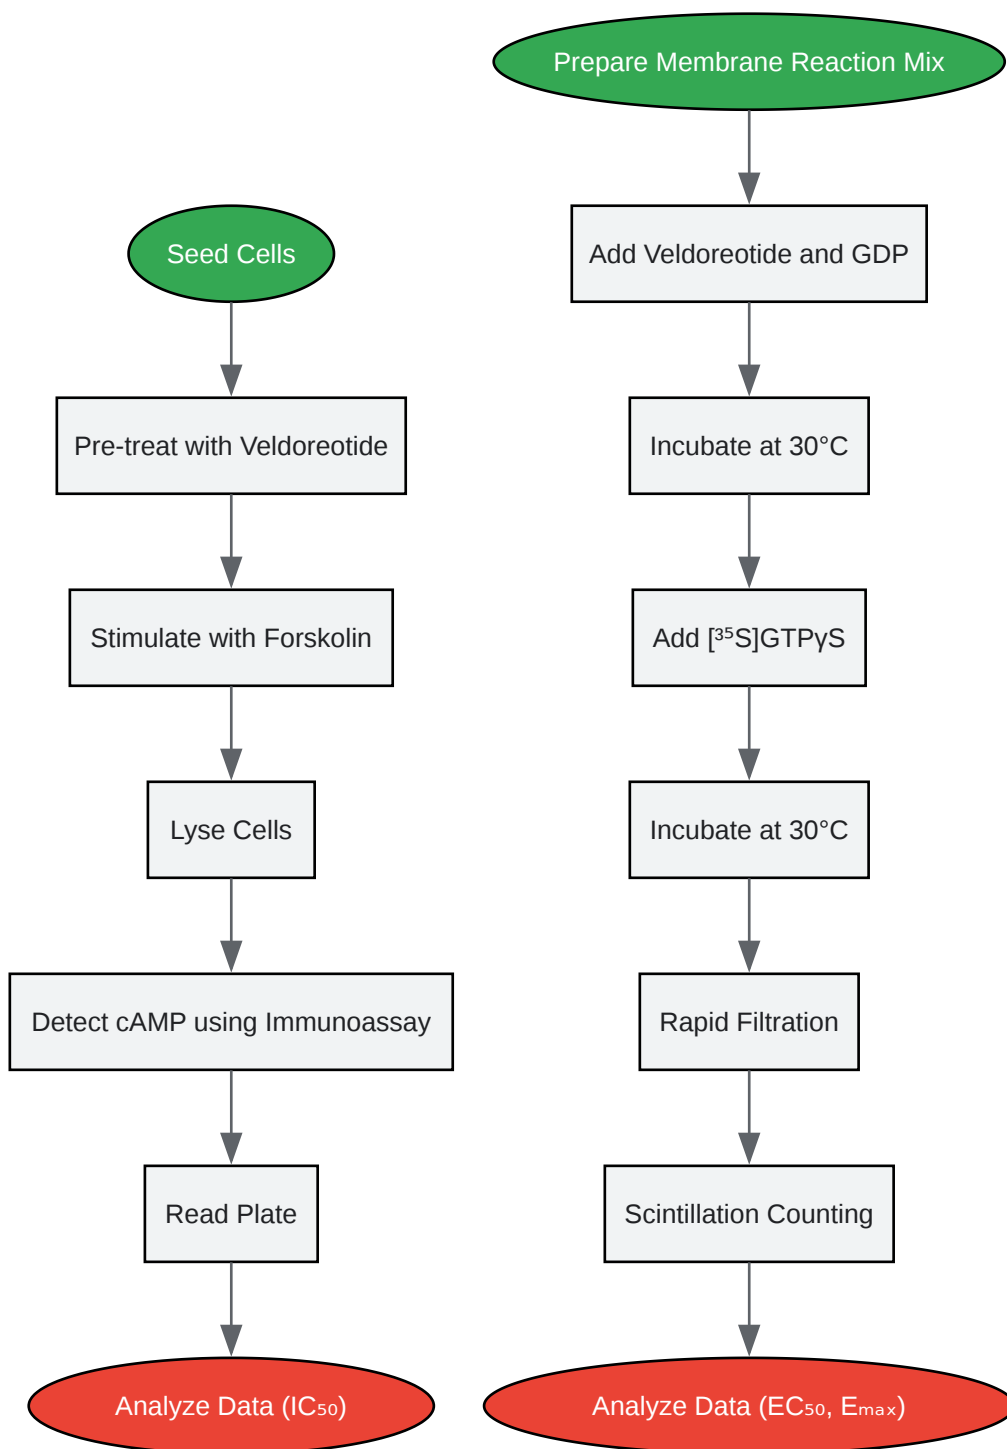 Seed Cells
Pre-treat with Veldoreotide
Stimulate with Forskolin
Lyse Cells
Detect cAMP using Immunoassay
Read Plate
Analyze Data (IC₅₀)
Prepare Membrane Reaction Mix
Add Veldoreotide and GDP
Incubate at 30°C
Add [³⁵S]GTPγS
Incubate at 30°C
Rapid Filtration
Scintillation Counting
Analyze Data (EC₅₀, Eₘₐₓ)